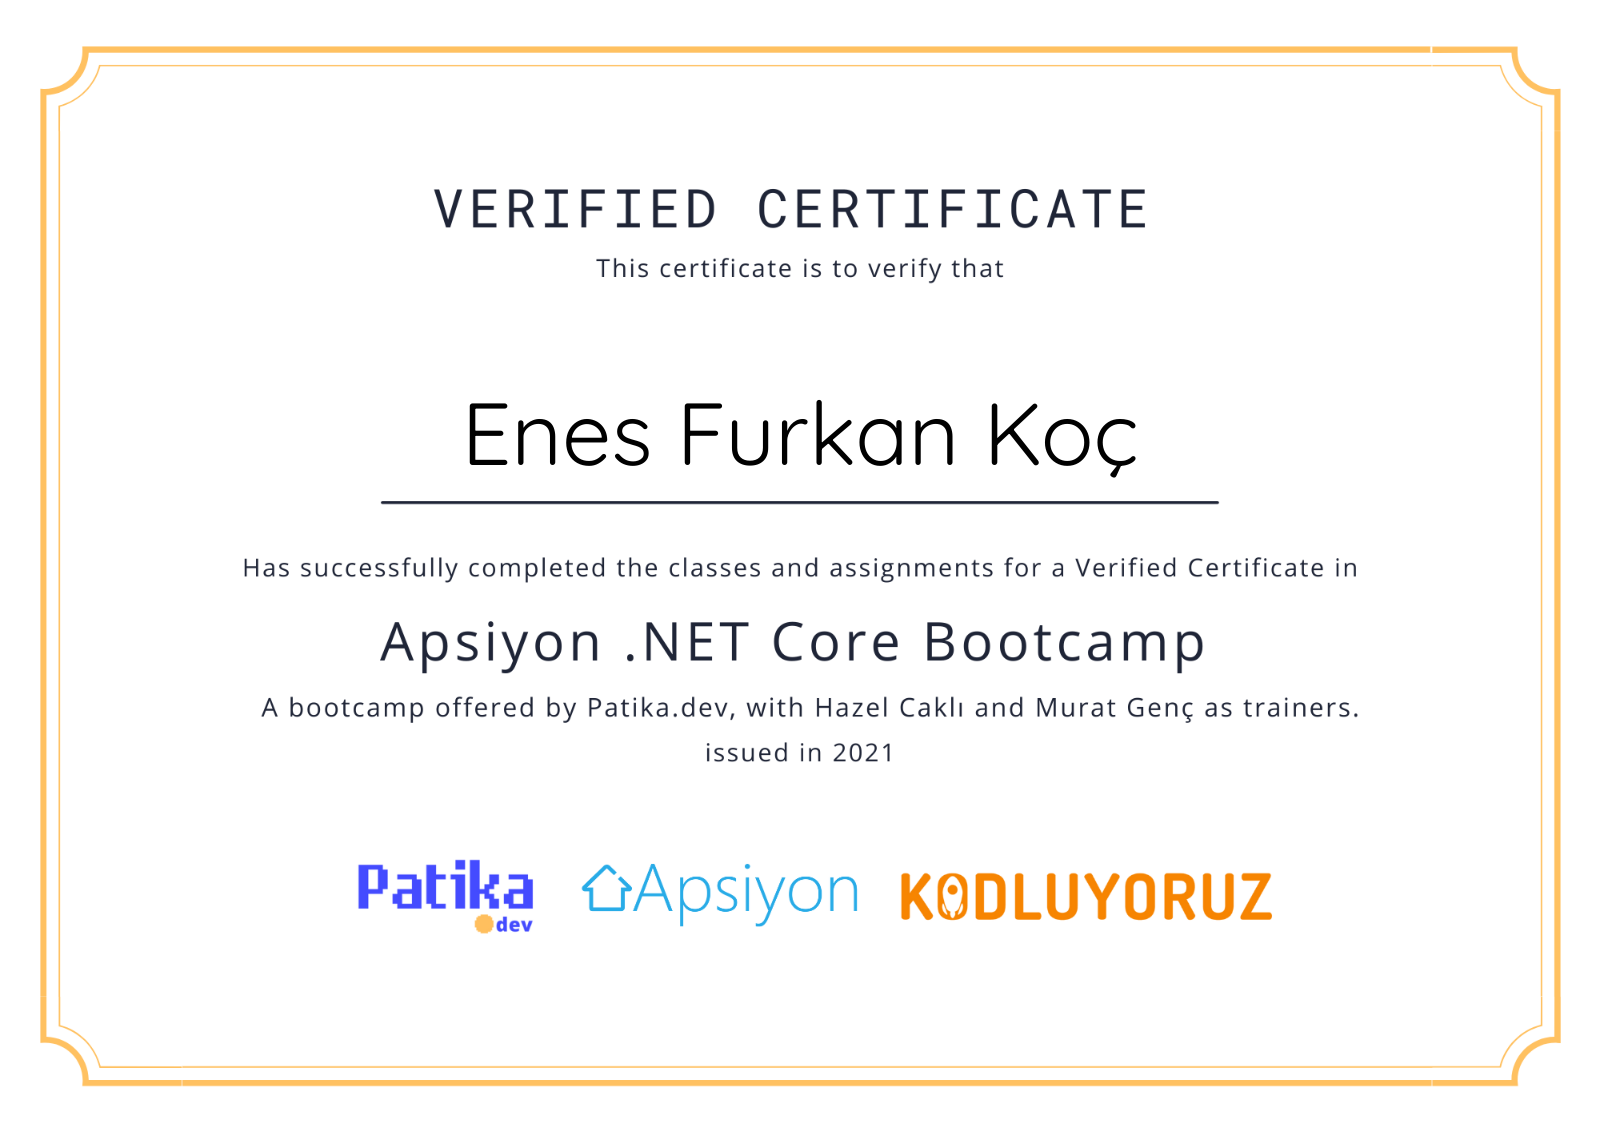 VERIFIED CERTIFICATE
This certificate is to verify that
Enes Furkan Koç
Has successfully completed the classes and assignments for a Verified Certificate in
Apsiyon .NET Core Bootcamp
A bootcamp offered by Patika.dev, with Hazel Caklı and Murat Genç as trainers.
issued in 2021
Patika
dev
Apsiyon
KODLUYORUZ